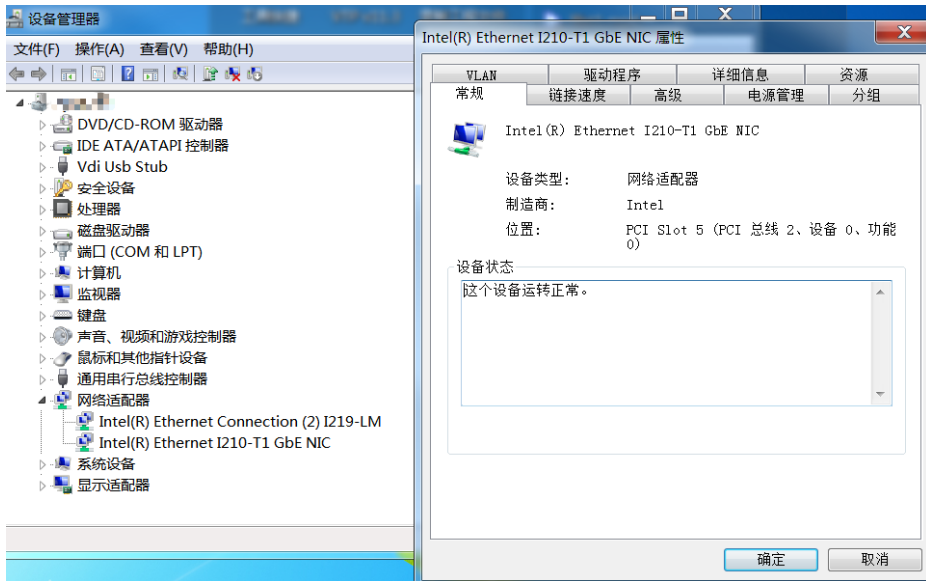 设备管理器
文件(F) 操作(A) 查看(V) 帮助(H)
DVD/CD-ROM 驱动器
IDE ATA/ATAPI 控制器
Vdi Usb Stub
安全设备
处理器
磁盘驱动器
端口 (COM 和 LPT)
计算机
监视器
键盘
声音、视频和游戏控制器
鼠标和其他指针设备
通用串行总线控制器
网络适配器
Intel(R) Ethernet Connection (2) I219-LM
Intel(R) Ethernet I210-T1 GbE NIC
系统设备
显示适配器
Intel(R) Ethernet I210-T1 GbE NIC 属性
VLAN 驱动程序 详细信息 资源
常规 链接速度 高级 电源管理 分组
Intel(R) Ethernet I210-T1 GbE NIC
设备类型: 网络适配器
制造商: Intel
位置: PCI Slot 5 (PCI 总线 2、设备 0、功能
0)
设备状态
这个设备运转正常。
确定 取消